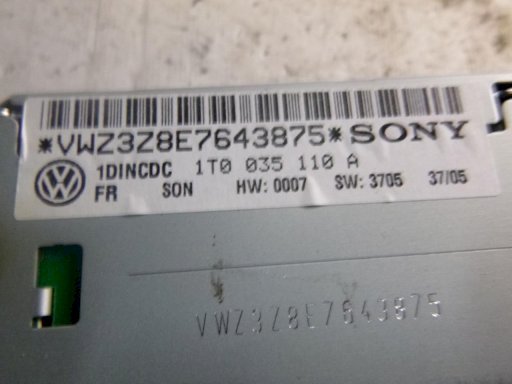 *VWZ3Z8E7643875* SONY
1DINCDC 1T0 035 110 A
FR SON HW: 0007 SW: 3705 37/05
VWZ3Z8E7643875